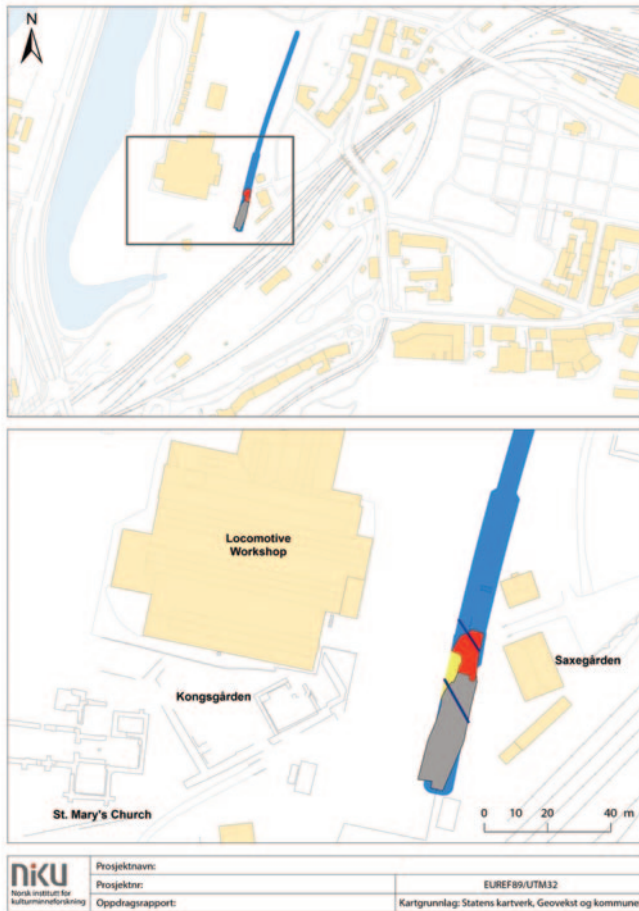 N
Locomotive
Workshop
Saxegården
Kongsgården
St. Mary's Church
0 10 20 40 m
NIKU
Norsk institutt for
kulturminneforskning
Prosjektnavn:
Prosjektnr:
EUREF89/UTM32
Oppdragsrapport:
Kartgrunnlag: Statens kartverk, Geovekst og kommune